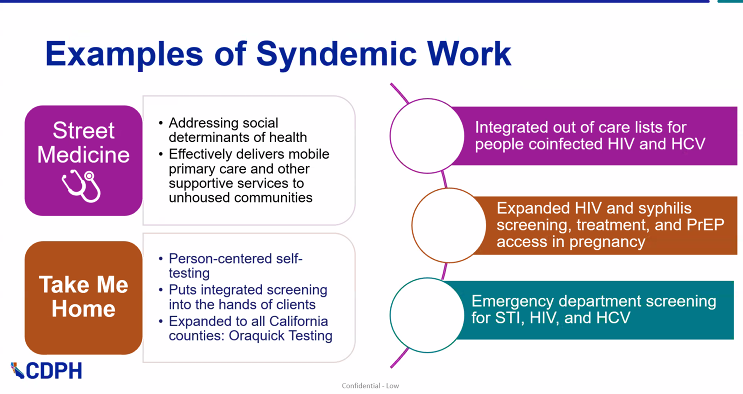 Examples of Syndemic Work
Street
Medicine
• Addressing social
determinants of health
• Effectively delivers mobile
primary care and other
supportive services to
unhoused communities
Take Me
Home
• Person-centered self-
testing
• Puts integrated screening
into the hands of clients
• Expanded to all California
counties: Oraquick Testing
Integrated out of care lists for
people coinfected HIV and HCV
Expanded HIV and syphilis
screening, treatment, and PrEP
access in pregnancy
Emergency department screening
for STI, HIV, and HCV
CDPH
Confidential - Low